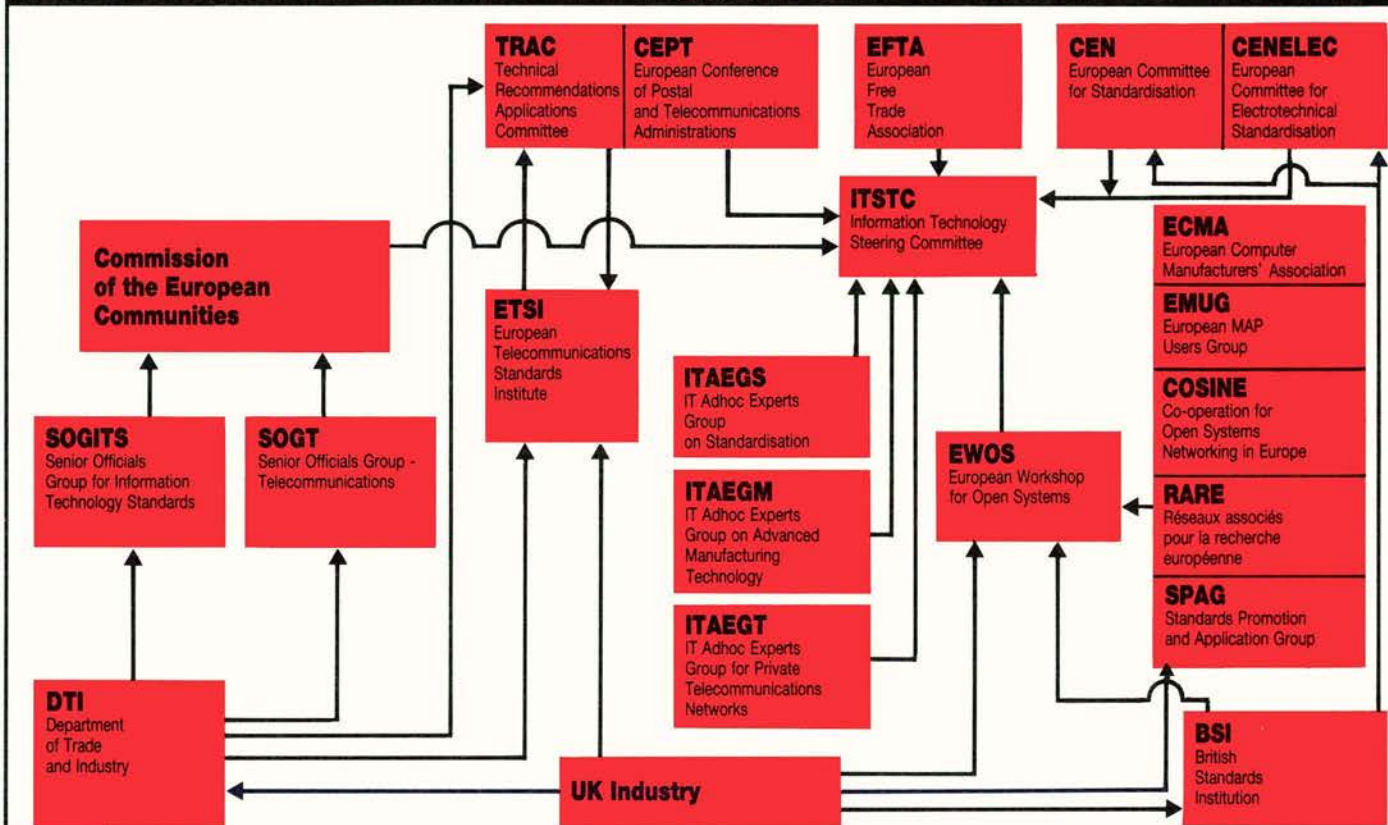 TRAC
Technical
Recommendations
Applications
Committee
CEPT
European Conference
of Postal
and Telecommunications
Administrations
EFTA
European
Free
Trade
Association
CEN
European Committee
for Standardisation
CENELEC
European
Committee for
Electrotechnical
Standardisation
ITSTC
Information Technology
Steering Committee
Commission
of the European
Communities
ETSI
European
Telecommunications
Standards
Institute
ECMA
European Computer
Manufacturers' Association
EMUG
European MAP
Users Group
COSINE
Co-operation for
Open Systems
Networking in Europe
RARE
Réseaux associés
pour la recherche
européenne
SPAG
Standards Promotion
and Application Group
SOGITS
Senior Officials
Group for Information
Technology Standards
SOGT
Senior Officials Group -
Telecommunications
ITAEGS
IT Adhoc Experts
Group
on Standardisation
ITAEGM
IT Adhoc Experts
Group on Advanced
Manufacturing
Technology
ITAEGT
IT Adhoc Experts
Group for Private
Telecommunications
Networks
EWOS
European Workshop
for Open Systems
DTI
Department
of Trade
and Industry
UK Industry
BSI
British
Standards
Institution